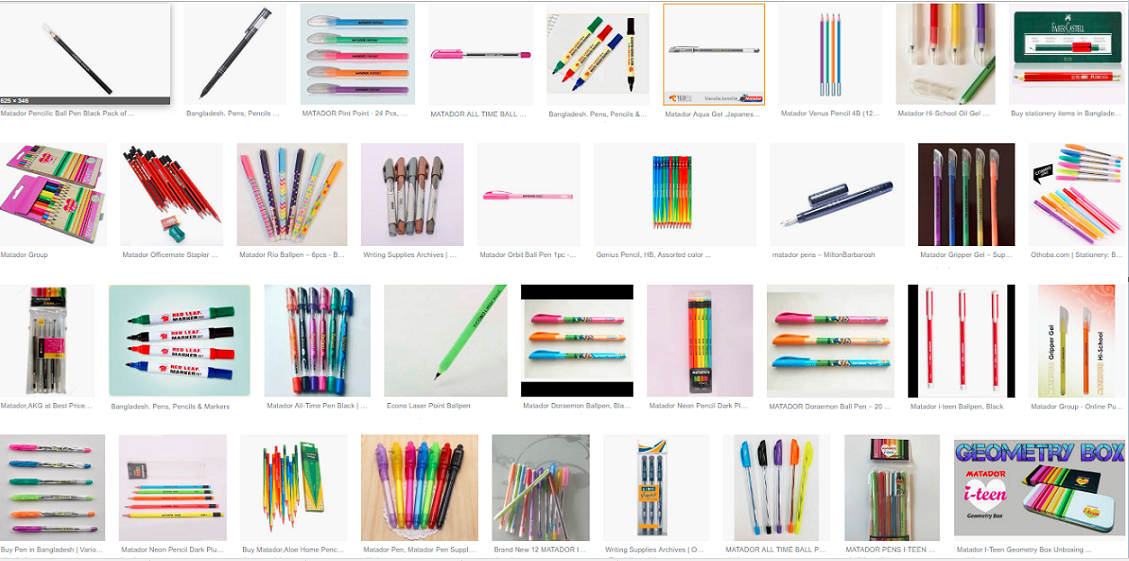 625 × 346
Matador Pencilic Ball Pen Black Pack of ...
Bangladesh. Pens, Pencils ...
MATADOR Pint Point - 24 Pcs, ...
MATADOR ALL TIME BALL ...
Bangladesh. Pens, Pencils &...
Matador Aqua Gel ,Japanes...
Matador Venus Pencil 4B (12...
Matador Hi-School Oil Gel ...
FABER-CASTELL
Buy stationery items in Banglade...
Matador Group
Matador Officemate Stapler ...
Matador Rio Ballpen – 6pcs - B...
Writing Supplies Archives | ...
Matador Orbit Ball Pen 1pc -...
Genius Pencil, HB, Assorted color ...
matador pens – MiltonBarbarosh
Matador Gripper Gel – Sup...
Othoba.com | Stationery: B...
RED LEAF
MARKER
RED LEAF
MARKER
RED LEAF
MARKER
RED LEAF
MARKER
Gripper Gel
Hi-School
Matador,AKG at Best Price...
Bangladesh. Pens, Pencils & Markers
Matador All-Time Pen Black | ...
Econo Laser Point Ballpen
Matador Doraemon Ballpen, Bla...
Matador Neon Pencil Dark Pl...
MATADOR Doraemon Ball Pen – 20 ...
Matador i-teen Ballpen, Black
Matador Group - Online Pu...
GEOMETRY BOX
MATADOR
i-teen
Geometry Box
Buy Pen in Bangladesh | Vario...
Matador Neon Pencil Dark Plu...
Buy Matador,Aloe Home Penc...
Matador Pen, Matador Pen Suppl...
Brand New 12 MATADOR I...
Writing Supplies Archives | O...
MATADOR ALL TIME BALL P...
MATADOR PENS I-TEEN ...
Matador I-Teen Geometry Box Unboxing ...